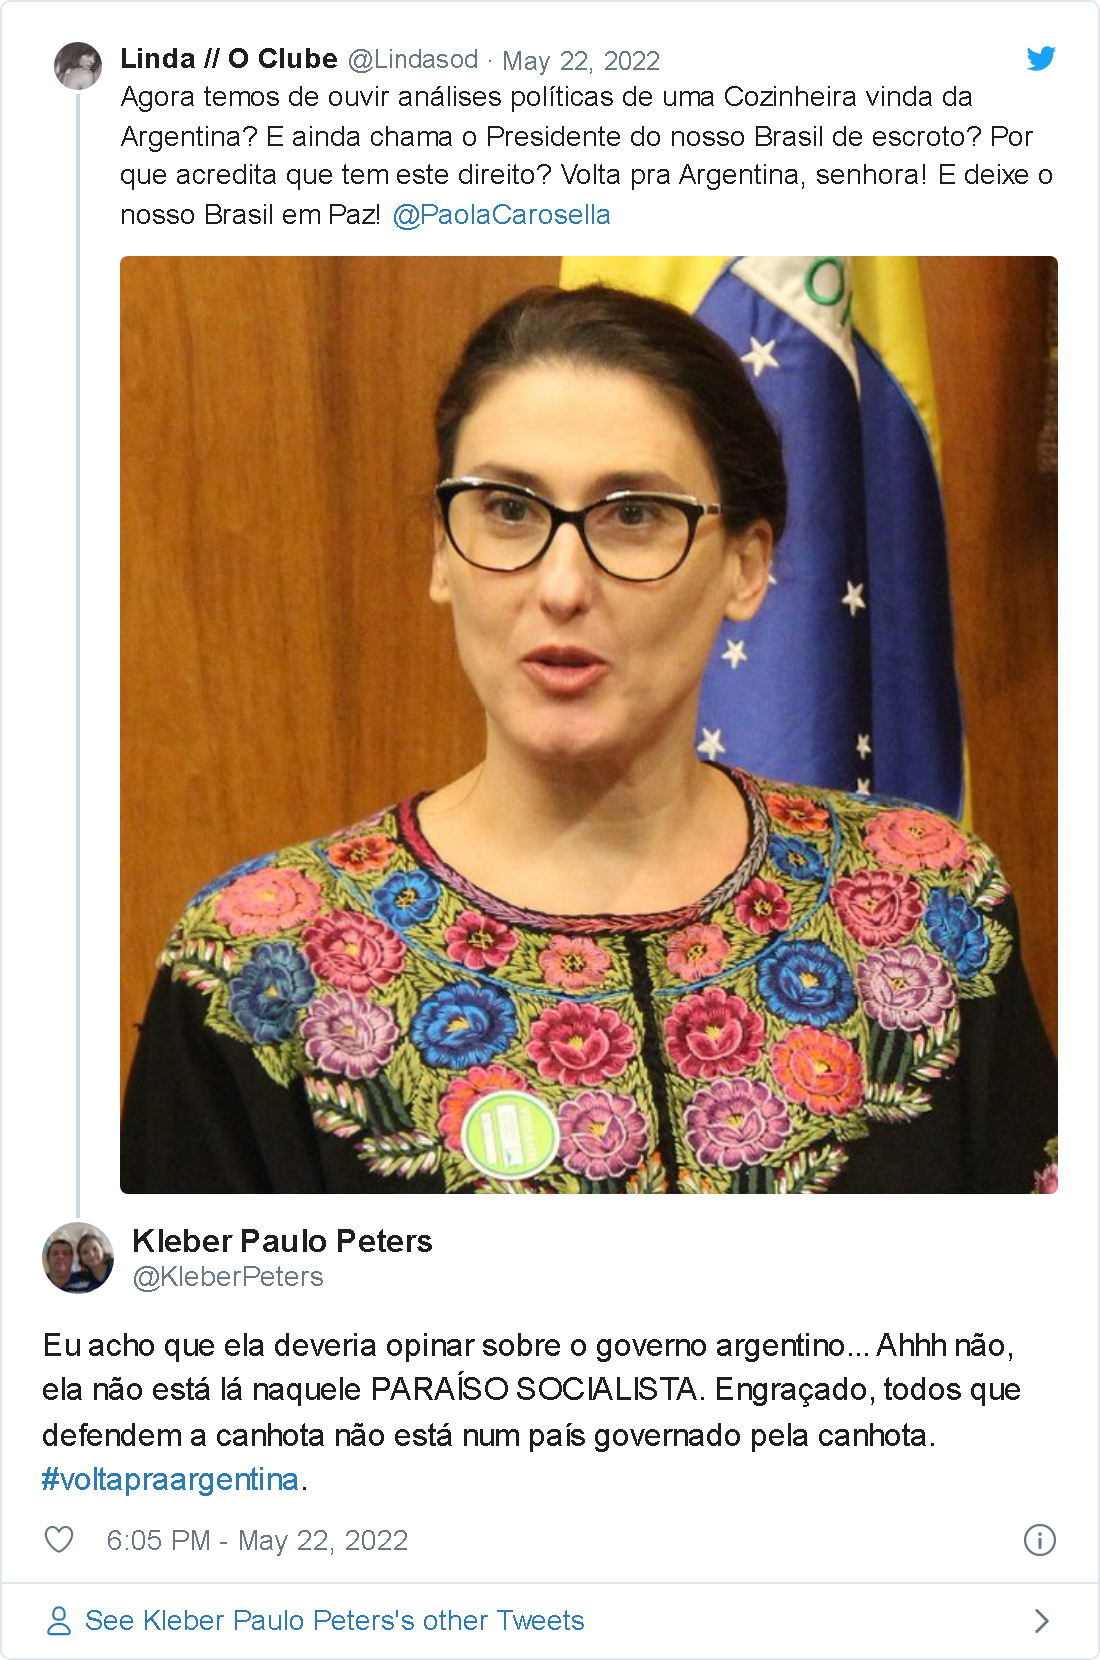 Linda // O Clube @Lindasod · May 22, 2022
Agora temos de ouvir análises políticas de uma Cozinheira vinda da
Argentina? E ainda chama o Presidente do nosso Brasil de escroto? Por
que acredita que tem este direito? Volta pra Argentina, senhora! E deixe o
nosso Brasil em Paz! @PaolaCarosella
Kleber Paulo Peters
@KleberPeters
Eu acho que ela deveria opinar sobre o governo argentino... Ahhh não,
ela não está lá naquele PARAÍSO SOCIALISTA. Engraçado, todos que
defendem a canhota não está num país governado pela canhota.
#voltapraargentina.
6:05 PM - May 22, 2022
See Kleber Paulo Peters's other Tweets